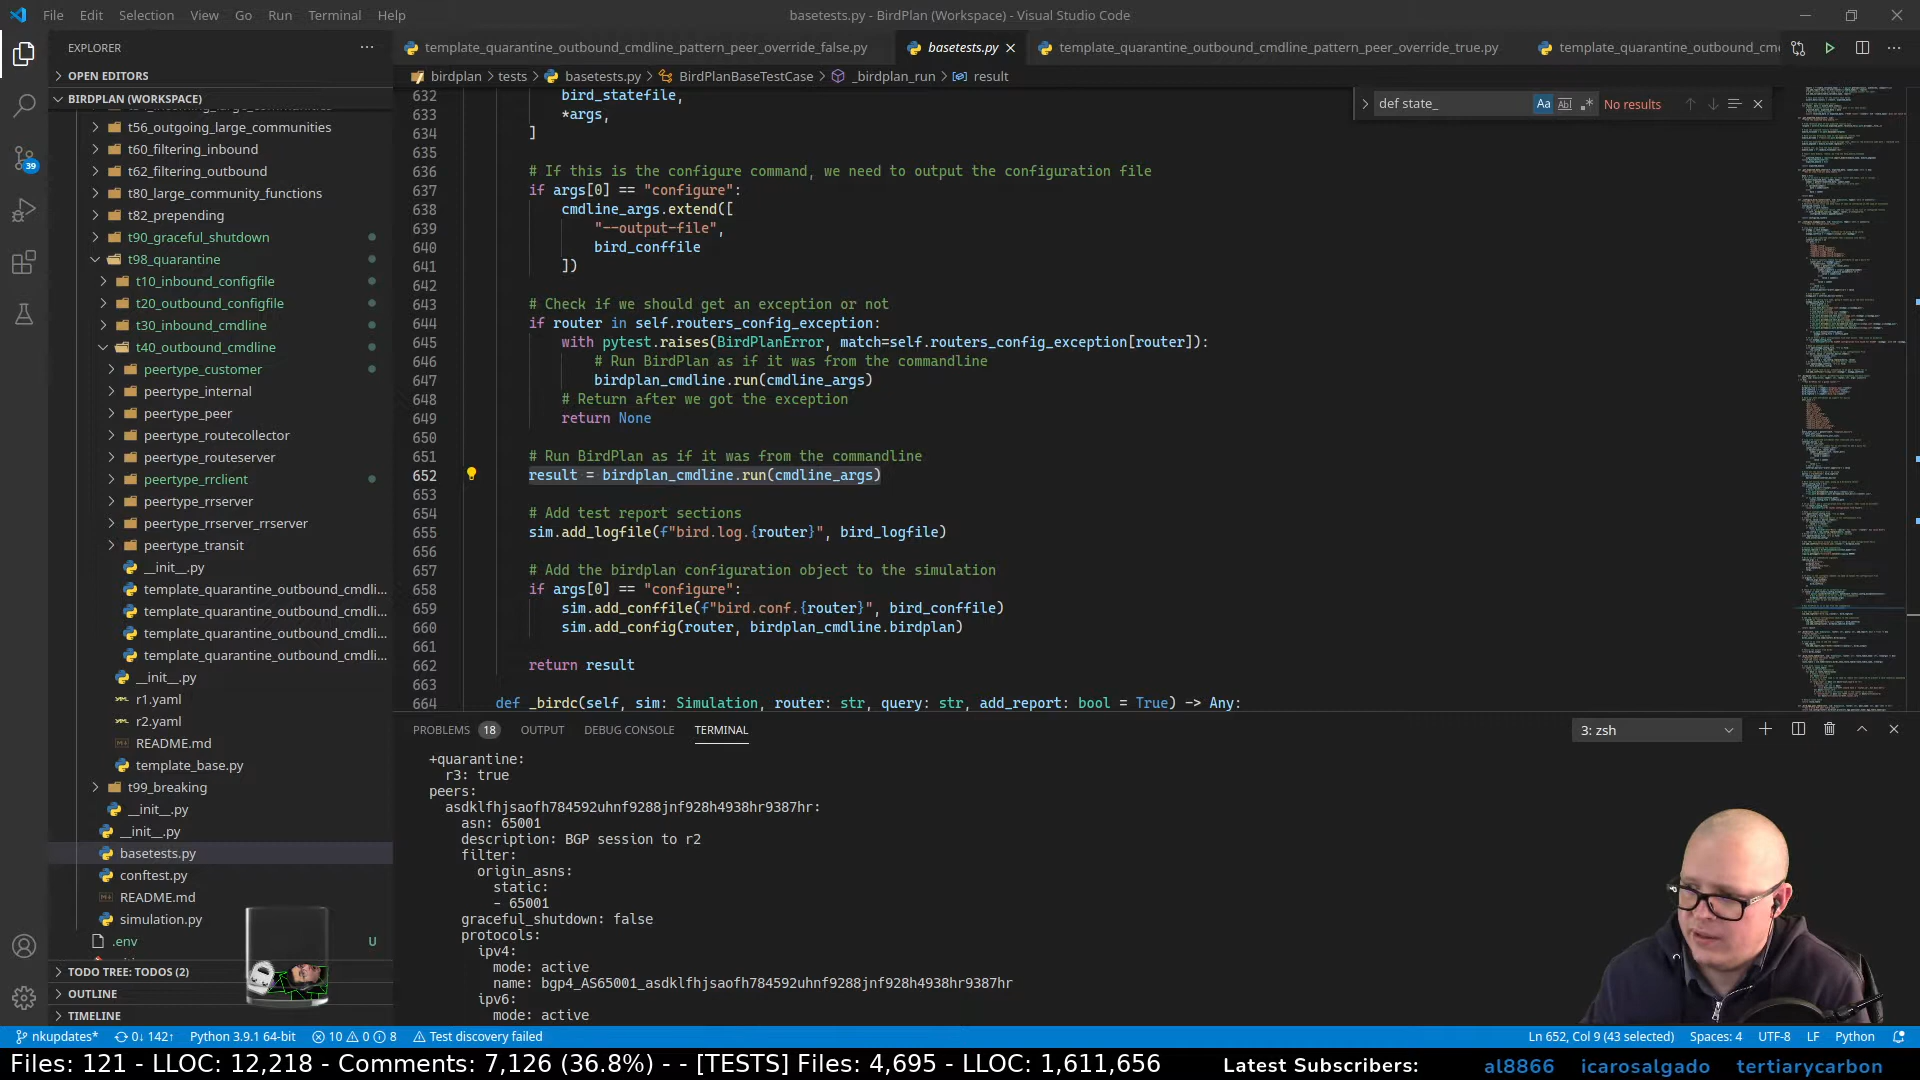 File Edit Selection View Go Run Terminal Help
basetests.py - BirdPlan (Workspace) - Visual Studio Code
EXPLORER
template_quarantine_outbound_cmdline_pattern_peer_override_false.py
basetests.py
template_quarantine_outbound_cmdline_pattern_peer_override_true.py
template_quarantine_outbound_cm
OPEN EDITORS
BIRDPLAN (WORKSPACE)
birdplan > tests > basetests.py > BirdPlanBaseTestCase > _birdplan_run > result
def state_
Aa Abl .*
No results
t56_outgoing_large_communities
t60_filtering_inbound
t62_filtering_outbound
t80_large_community_functions
t82_prepending
t90_graceful_shutdown
t98_quarantine
t10_inbound_configfile
t20_outbound_configfile
t30_inbound_cmdline
t40_outbound_cmdline
peertype_customer
peertype_internal
peertype_peer
peertype_routecollector
peertype_routeserver
peertype_rrclient
peertype_rrserver
peertype_rrserver_rrserver
peertype_transit
__init__.py
template_quarantine_outbound_cmdli...
template_quarantine_outbound_cmdli...
template_quarantine_outbound_cmdli...
template_quarantine_outbound_cmdli...
__init__.py
r1.yaml
r2.yaml
README.md
template_base.py
t99_breaking
__init__.py
__init__.py
basetests.py
conftest.py
README.md
simulation.py
.env U
TODO TREE: TODOS (2)
OUTLINE
TIMELINE
39
632 bird_statefile,
633 *args,
634 ]
635
636 # If this is the configure command, we need to output the configuration file
637 if args[0] == "configure":
638 cmdline_args.extend([
639 "--output-file",
640 bird_conffile
641 ])
642
643 # Check if we should get an exception or not
644 if router in self.routers_config_exception:
645 with pytest.raises(BirdPlanError, match=self.routers_config_exception[router]):
646 # Run BirdPlan as if it was from the commandline
647 birdplan_cmdline.run(cmdline_args)
648 # Return after we got the exception
649 return None
650
651 # Run BirdPlan as if it was from the commandline
652 result = birdplan_cmdline.run(cmdline_args)
653
654 # Add test report sections
655 sim.add_logfile(f"bird.log.{router}", bird_logfile)
656
657 # Add the birdplan configuration object to the simulation
658 if args[0] == "configure":
659 sim.add_conffile(f"bird.conf.{router}", bird_conffile)
660 sim.add_config(router, birdplan_cmdline.birdplan)
661
662 return result
663
664 def _birdc(self, sim: Simulation, router: str, query: str, add_report: bool = True) -> Any:
PROBLEMS 18 OUTPUT DEBUG CONSOLE TERMINAL
3: zsh
+quarantine:
r3: true
peers:
asdklfhjsaofh784592uhnf9288jnf928h4938hr9387hr:
asn: 65001
description: BGP session to r2
filter:
origin_asns:
static:
- 65001
graceful_shutdown: false
protocols:
ipv4:
mode: active
name: bgp4_AS65001_asdklfhjsaofh784592uhnf9288jnf928h4938hr9387hr
ipv6:
mode: active
nkupdates* 0↓ 142↑ Python 3.9.1 64-bit 10 0 8 Test discovery failed
Ln 652, Col 9 (43 selected) Spaces: 4 UTF-8 LF Python
Files: 121 - LLOC: 12,218 - Comments: 7,126 (36.8%) - - [TESTS] Files: 4,695 - LLOC: 1,611,656
Latest Subscribers: al8866 icarosalgado tertiarycarbon